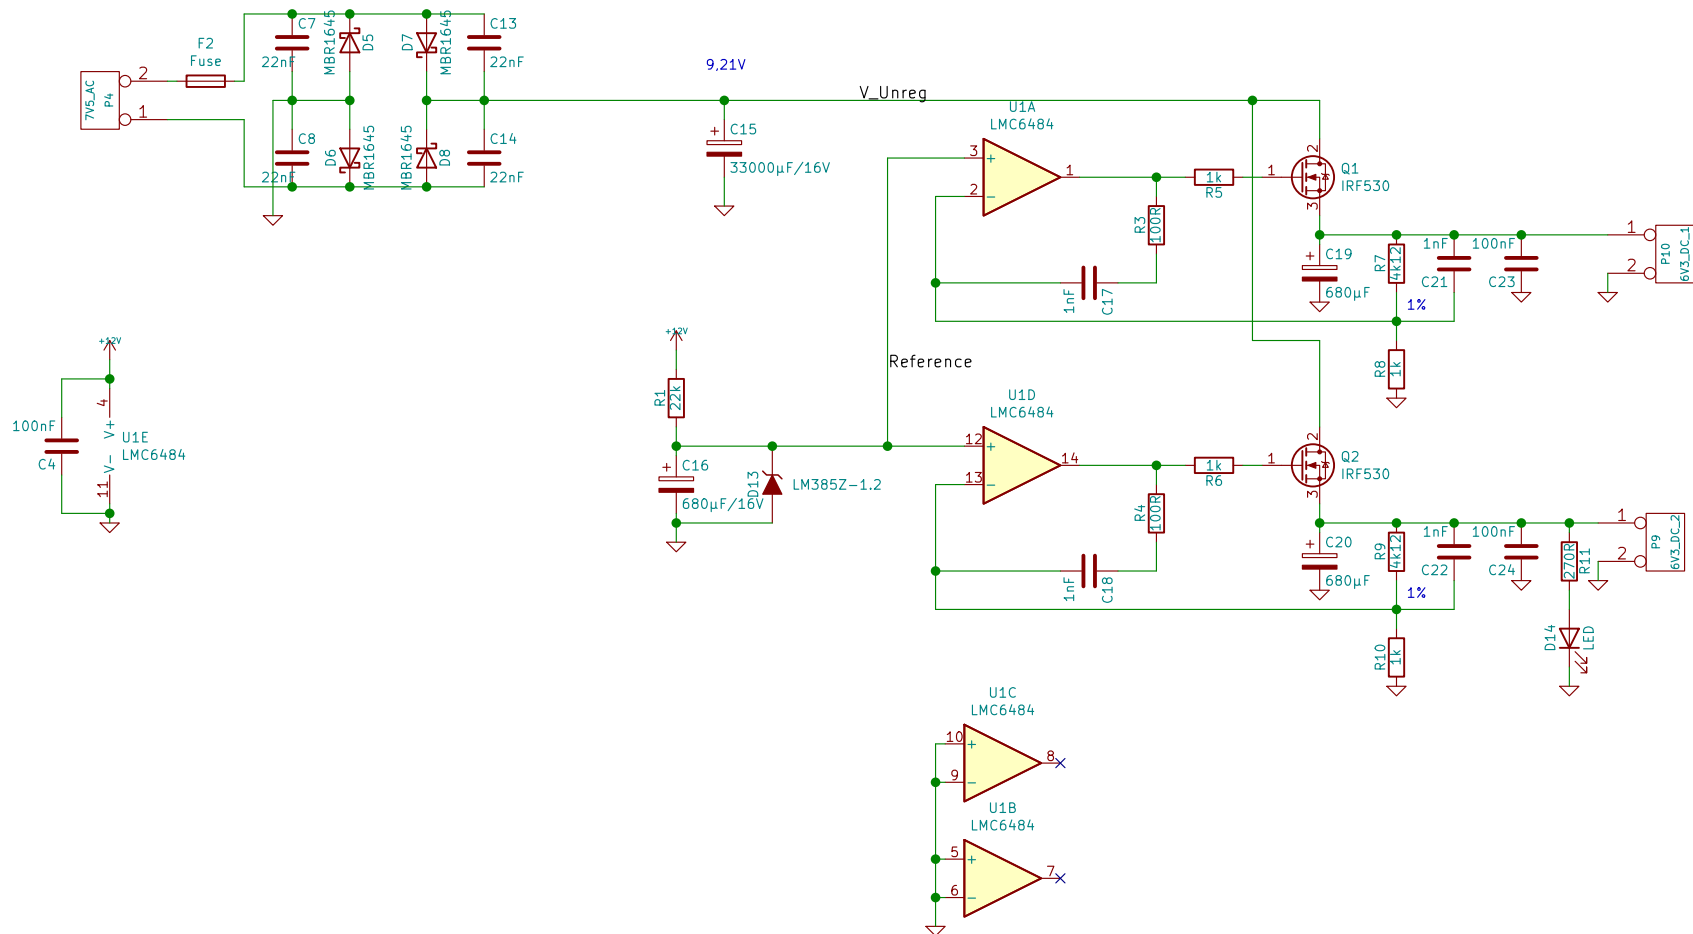 C7
22nF
MBR1645
D5
D7
MBR1645
C13
22nF
F2
Fuse
7V5_AC
P4
2
1
C8
22nF
D6
MBR1645
MBR1645
D8
C14
22nF
9,21V
V_Unreg
+
C15
33000µF/16V
U1A
LMC6484
3
+
2
−
1
R3
100R
1k
R5
1nF
C17
1
2
3
Q1
IRF530
+
C19
680µF
R7
4k12
1%
1nF
C21
100nF
C23
1
2
P10
6V3_DC_1
R8
1k
+12V
4
V+
100nF
C4
U1E
LMC6484
V−
11
+12V
R1
22k
Reference
+
C16
680µF/16V
D13
LM385Z−1.2
U1D
LMC6484
12
+
13
−
14
R4
100R
1k
R6
1nF
C18
1
2
3
Q2
IRF530
+
C20
680µF
R9
4k12
1%
1nF
C22
100nF
C24
270R
R11
1
2
P9
6V3_DC_2
R10
1k
D14
LED
U1C
LMC6484
10
+
9
−
8
U1B
LMC6484
5
+
6
−
7